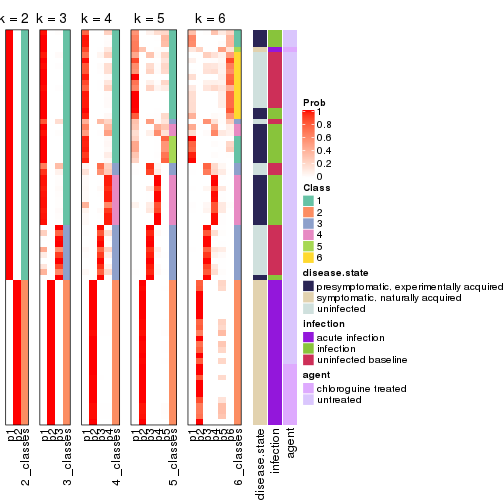 k = 2 k = 3 k = 4 k = 5 k = 6
Prob
1
0.8
0.6
0.4
0.2
0
Class
1
2
3
4
5
6
disease.state
presymptomatic. experimentally acquired
symptomatic. naturally acquired
uninfected
infection
acute infection
infection
uninfected baseline
agent
chloroguine treated
untreated
p1
p2
2_classes
p1
p2
p3
3_classes
p1
p2
p3
p4
4_classes
p1
p2
p3
p4
p5
5_classes
p1
p2
p3
p4
p5
p6
6_classes
disease.state
infection
agent